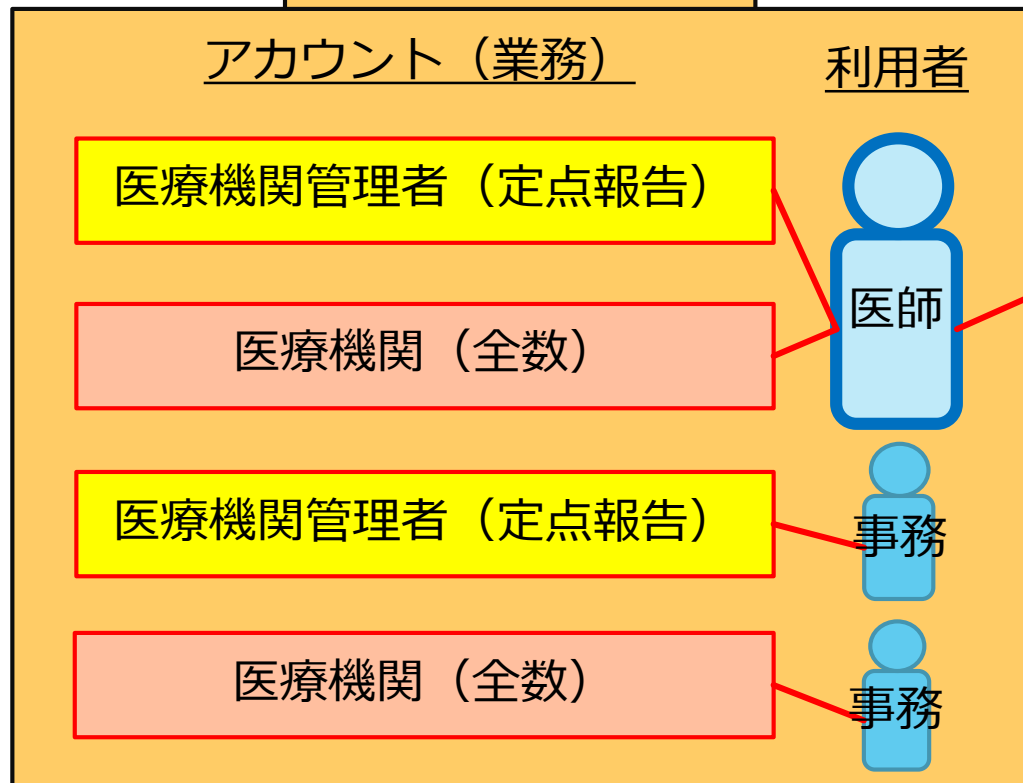 アカウント（業務）
利用者
医療機関管理者（定点報告）
医療機関（全数）
医師
医療機関管理者（定点報告）
事務
医療機関（全数）
事務